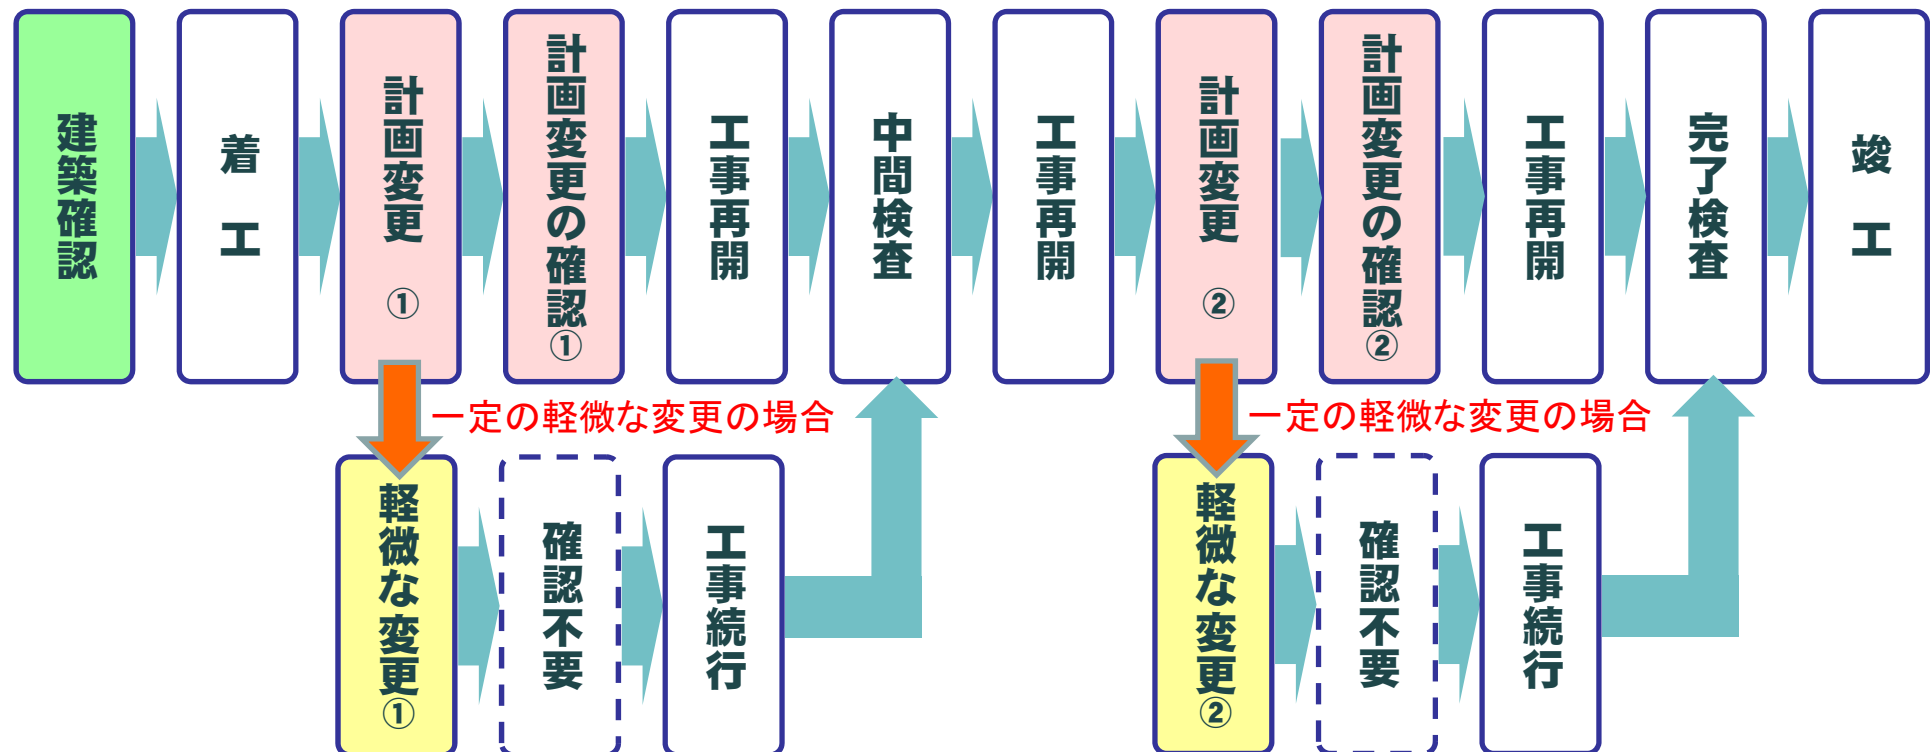 建築確認
着工
計画変更 ①
計画変更の確認①
工事再開
中間検査
工事再開
計画変更 ②
計画変更の確認②
工事再開
完了検査
竣工
一定の軽微な変更の場合
一定の軽微な変更の場合
軽微な変更①
確認不要
工事続行
軽微な変更②
確認不要
工事続行